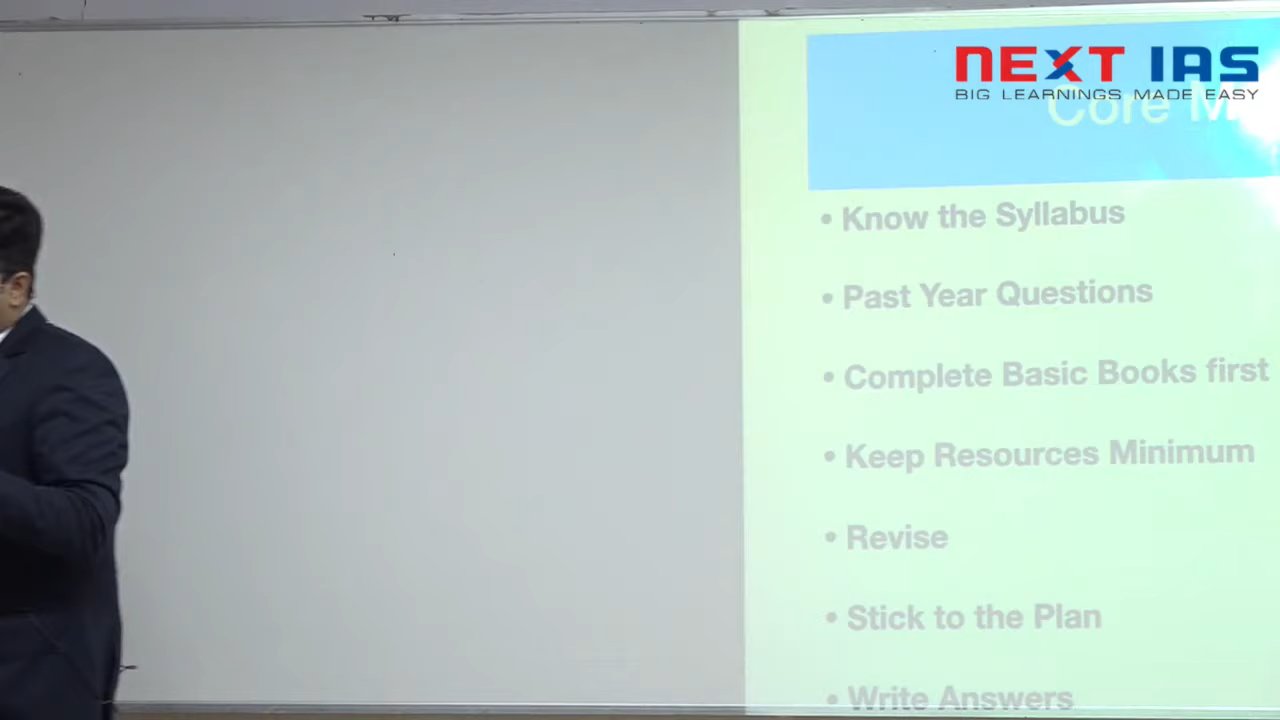 NEXT IAS
BIG LEARNINGS MADE EASY
Core
• Know the Syllabus
• Past Year Questions
• Complete Basic Books first
• Keep Resources Minimum
• Revise
• Stick to the Plan
• Write Answers